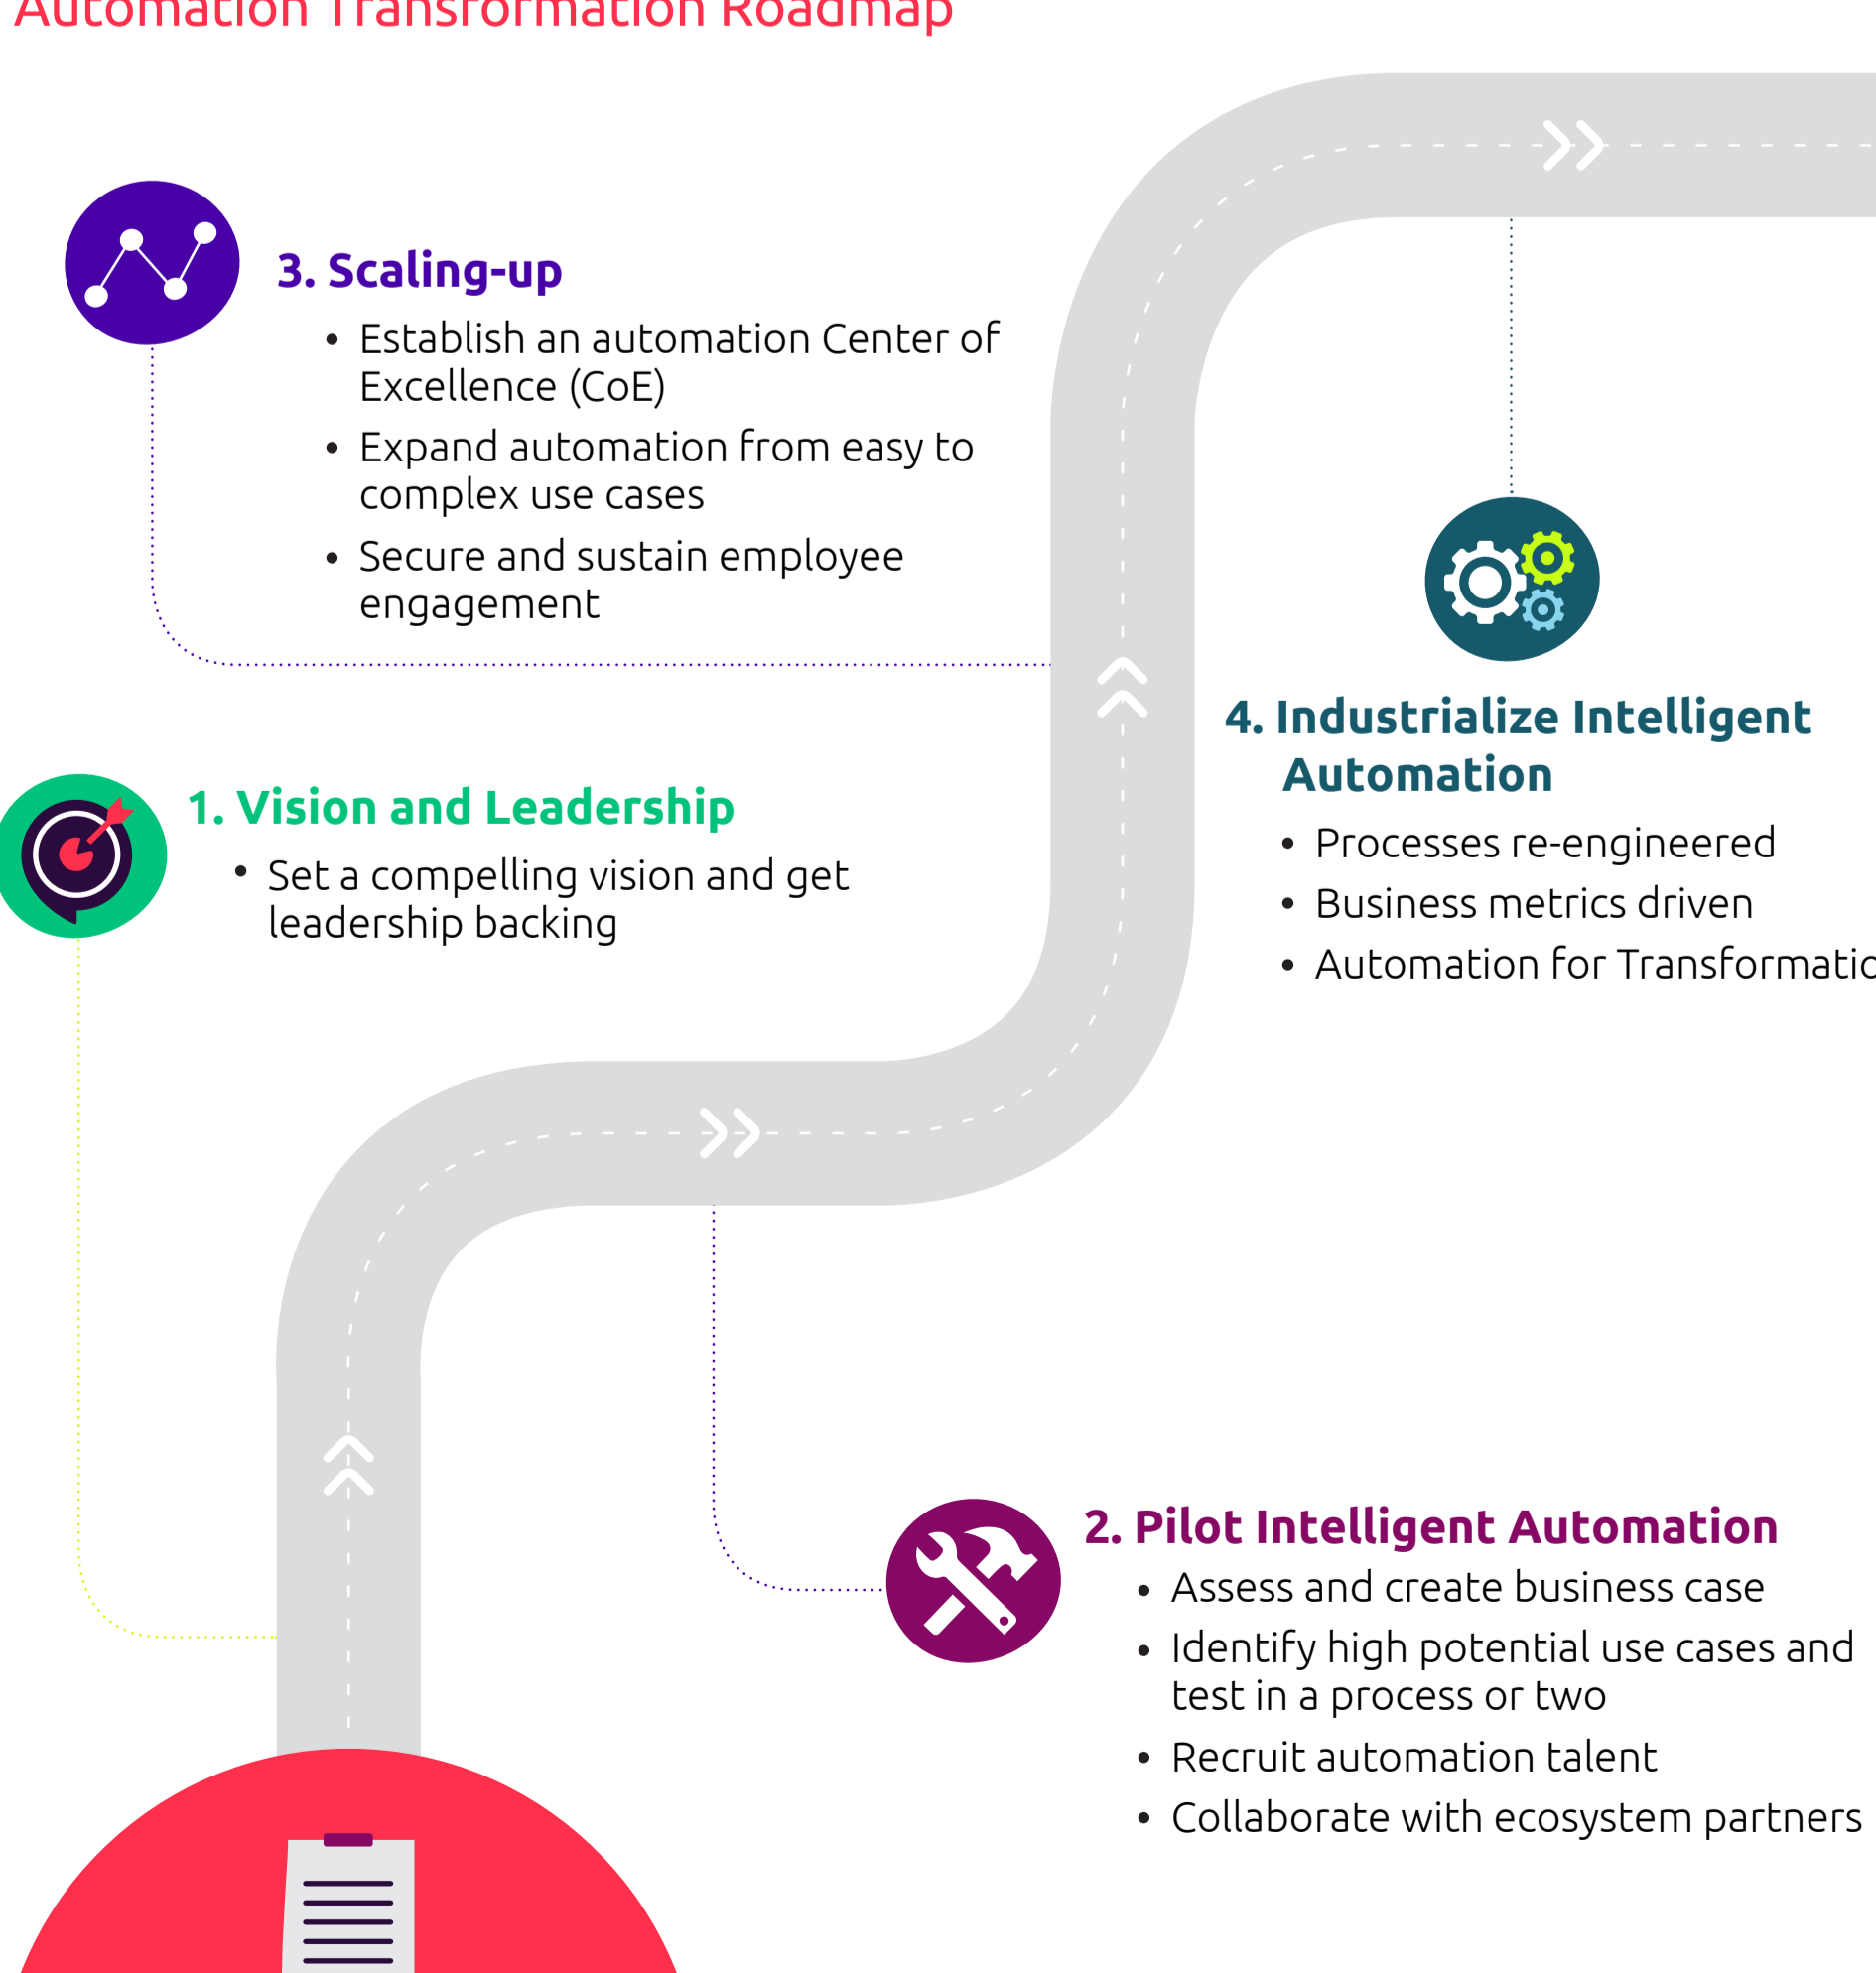 Automation Transformation Roadmap
3. Scaling-up
• Establish an automation Center of
Excellence (CoE)
• Expand automation from easy to
complex use cases
• Secure and sustain employee
engagement
1. Vision and Leadership
• Set a compelling vision and get
leadership backing
4. Industrialize Intelligent
Automation
• Processes re-engineered
• Business metrics driven
• Automation for Transformatio
2. Pilot Intelligent Automation
• Assess and create business case
• Identify high potential use cases and
test in a process or two
• Recruit automation talent
• Collaborate with ecosystem partners